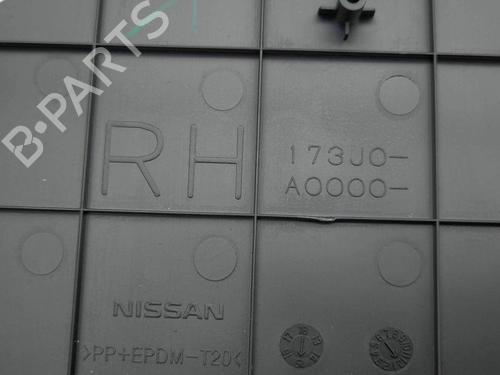 B-PARTS
RH
173J0-
A0000-
NISSAN
>PP+EPDM-T20<